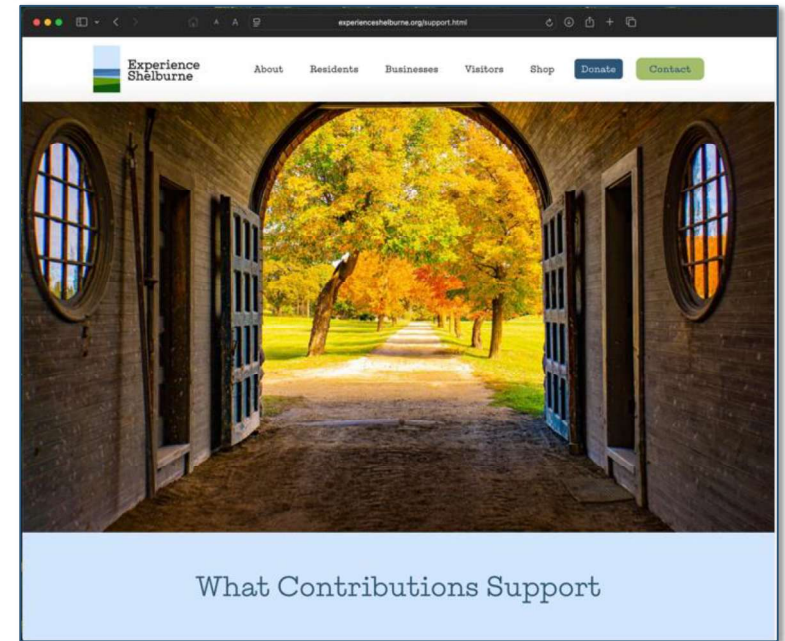 A A experienceshelburne.org/support.html
Experience
Shelburne
About Residents Businesses Visitors Shop Donate Contact
What Contributions Support